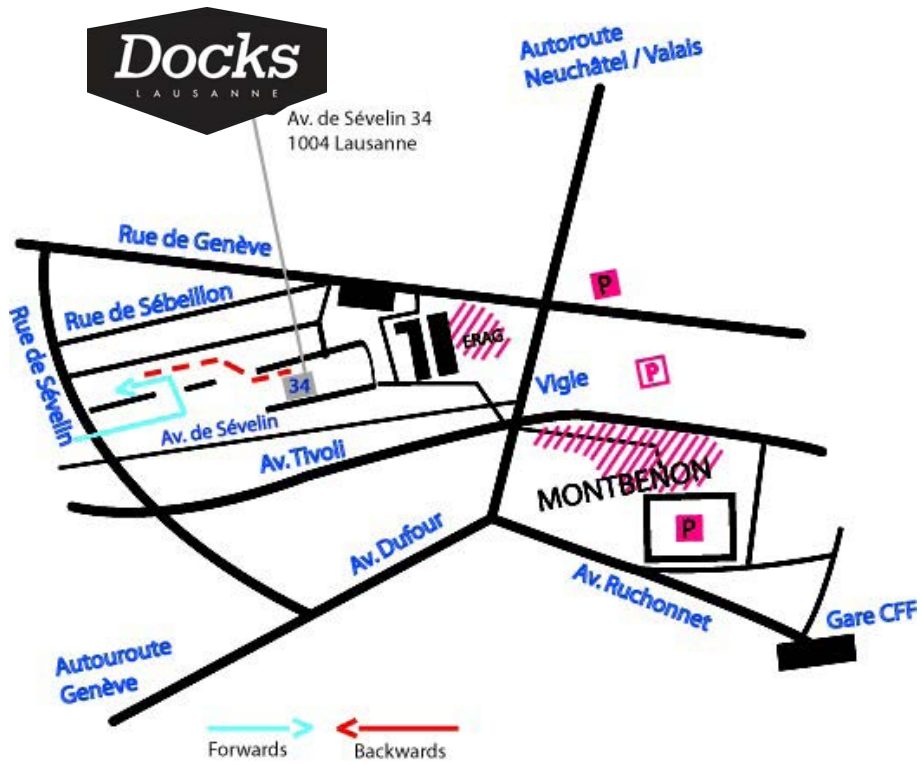 Docks
LAUSANNE
Av. de Sévelin 34
1004 Lausanne
Autoroute
Neuchâtel / Valais
Rue de Genève
P
Rue de Sébeillon
Rue de Sévelin
ERAG
34
Vigie
P
Av. de Sévelin
Av. Tivoli
MONTBENON
P
Av. Dufour
Av. Ruchonnet
Gare CFF
Autouroute
Genève
Forwards
Backwards